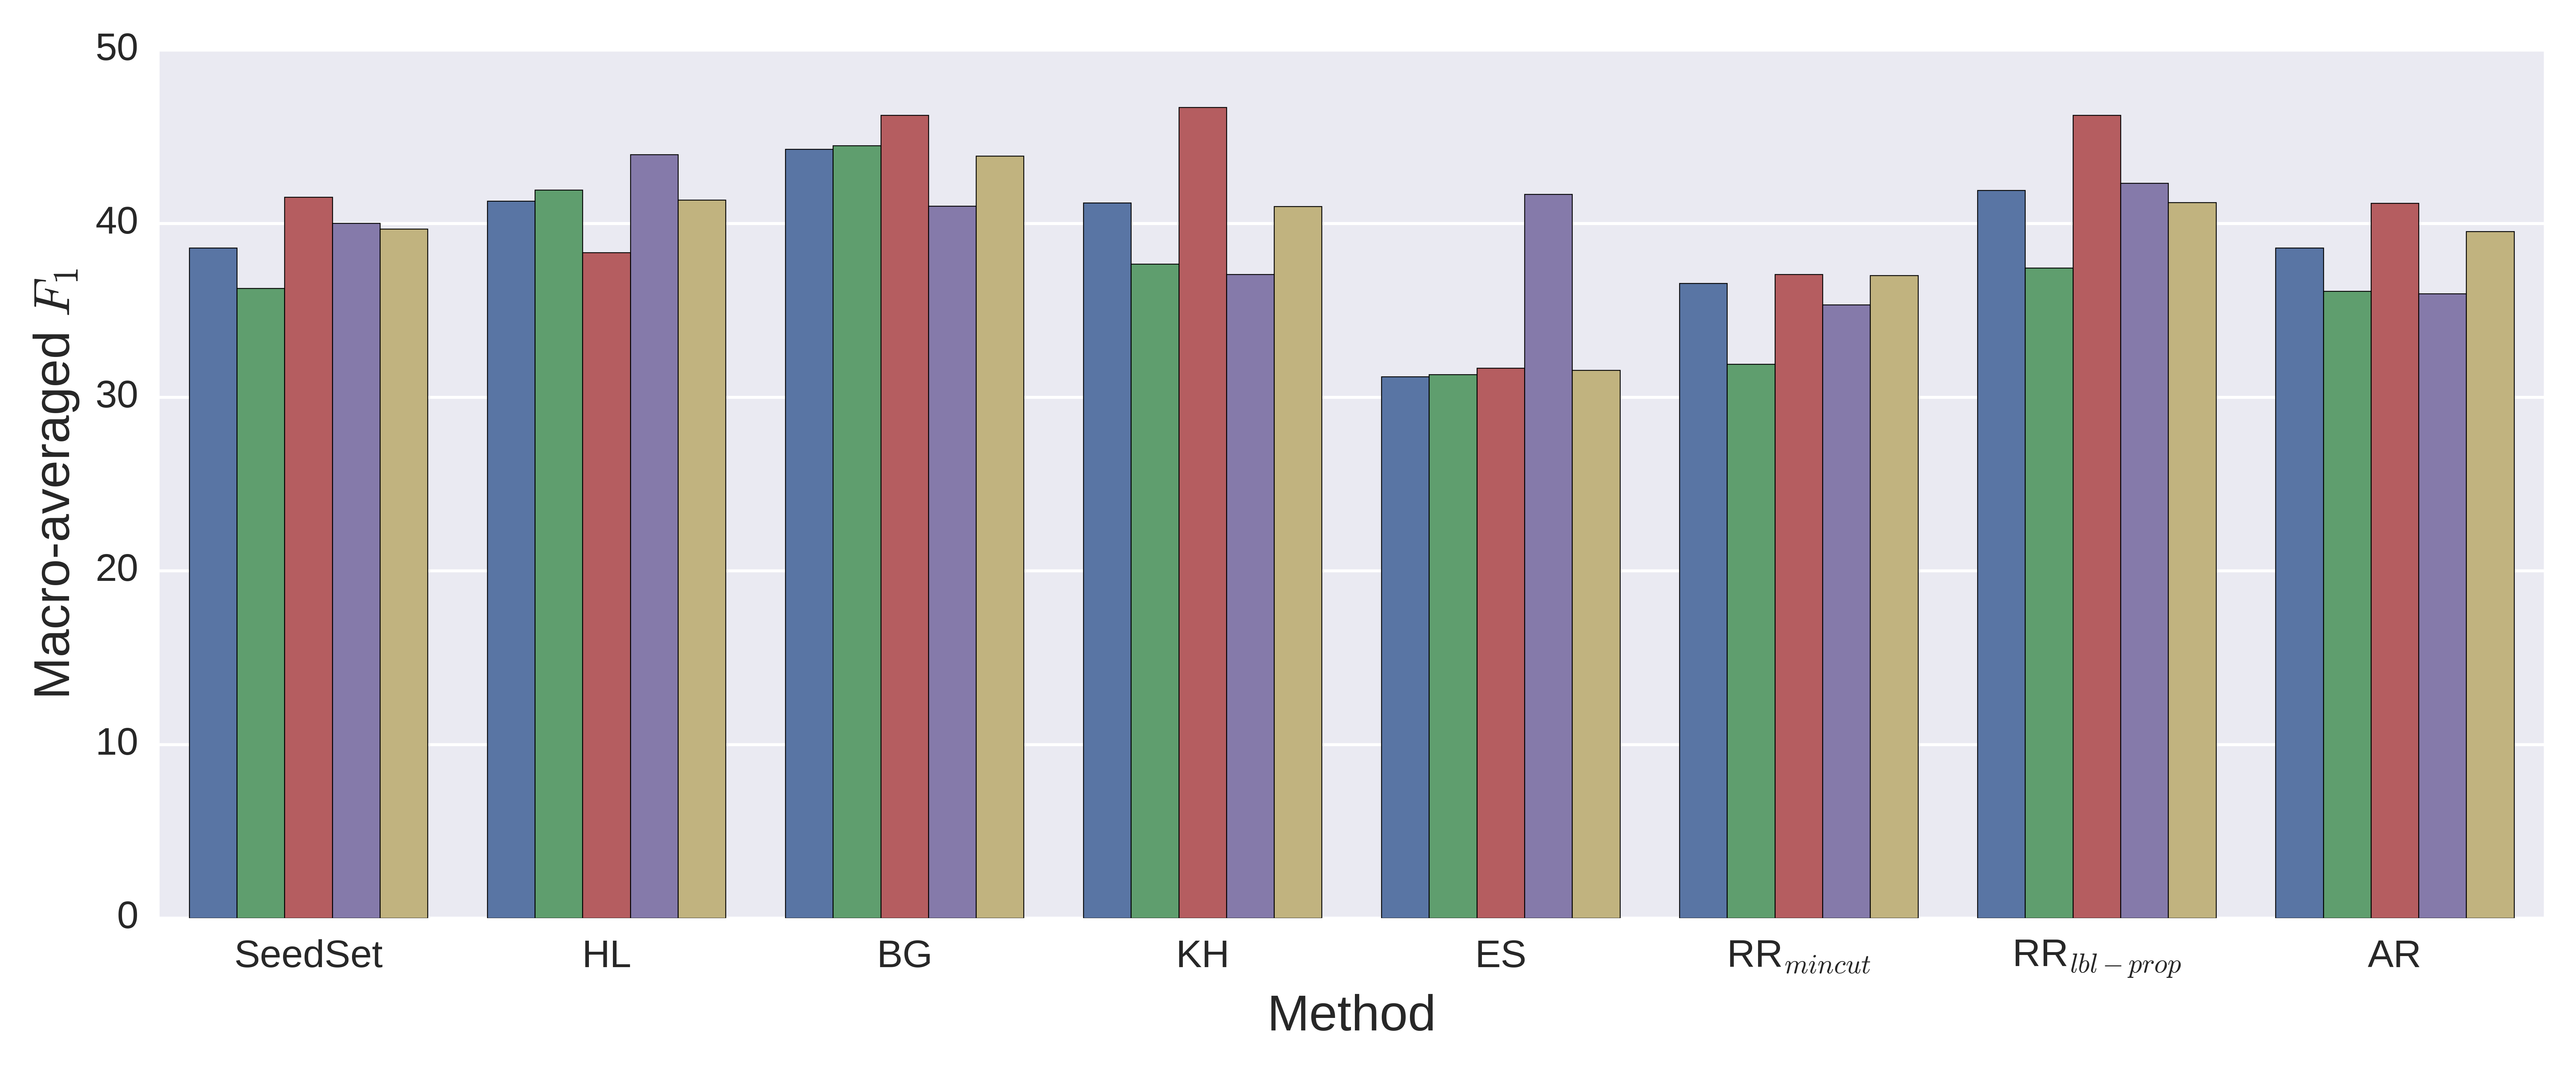 Macro-averaged F1
50
40
30
20
10
0
SeedSet HL BG KH ES RRmincut RRlbl−prop AR
Method